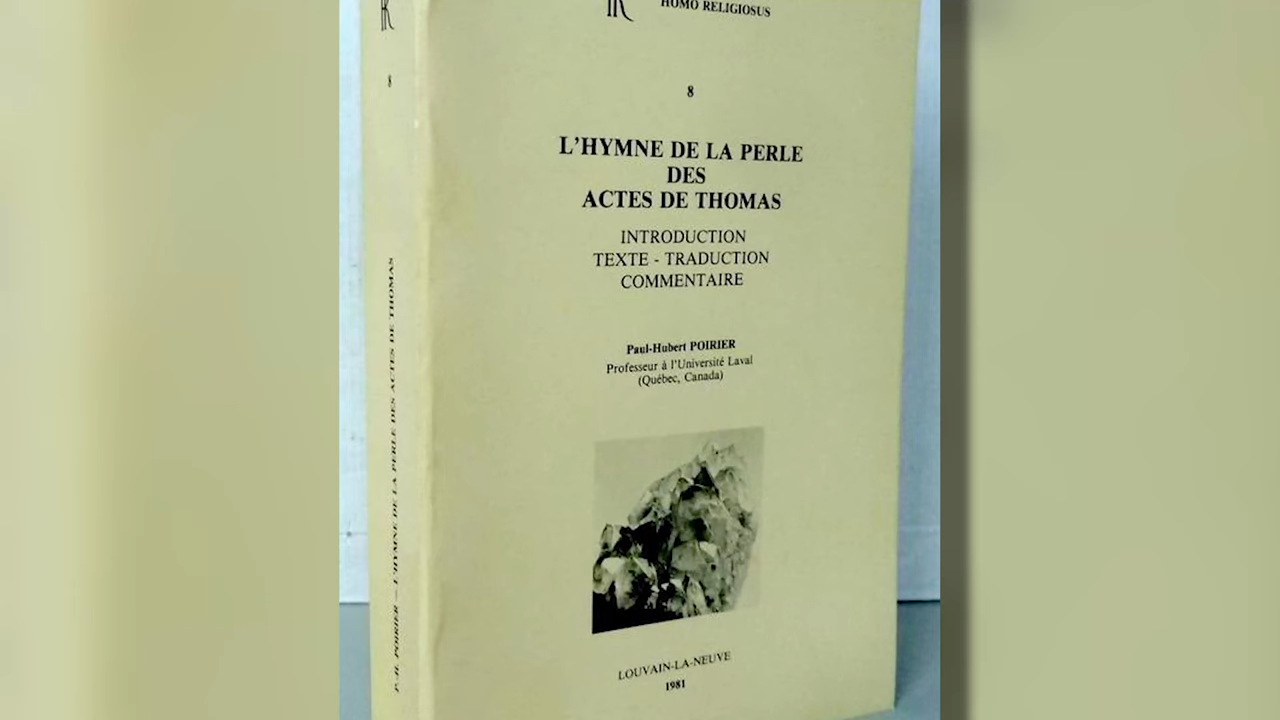 HOMO RELIGIOSUS
8
8
L'HYMNE DE LA PERLE
DES
ACTES DE THOMAS
INTRODUCTION
TEXTE - TRADUCTION
COMMENTAIRE
Paul-Hubert POIRIER
Professeur à l'Université Laval
(Québec, Canada)
LOUVAIN-LA-NEUVE
1981
P.-H. POIRIER — L'HYMNE DE LA PERLE DES ACTES DE THOMAS